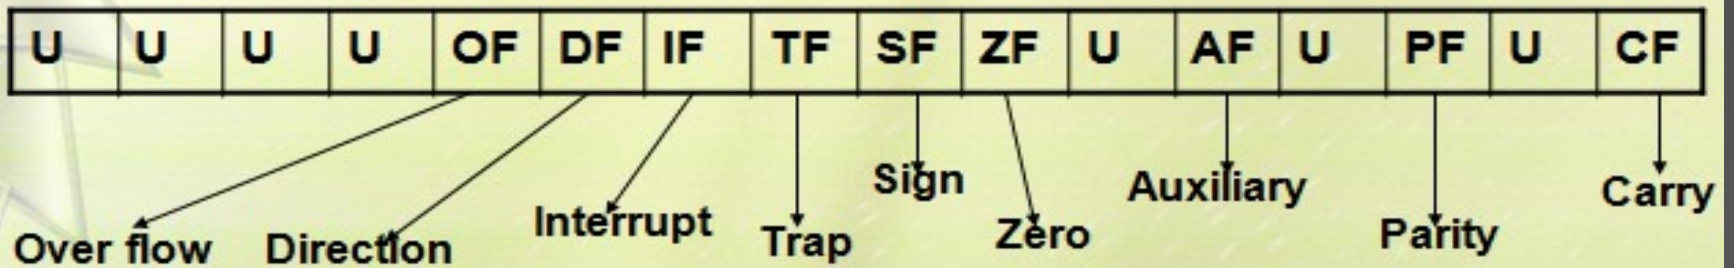 U U U U OF DF IF TF SF ZF U AF U PF U CF
Over flow
Direction
Interrupt
Trap
Sign
Zero
Auxiliary
Parity
Carry